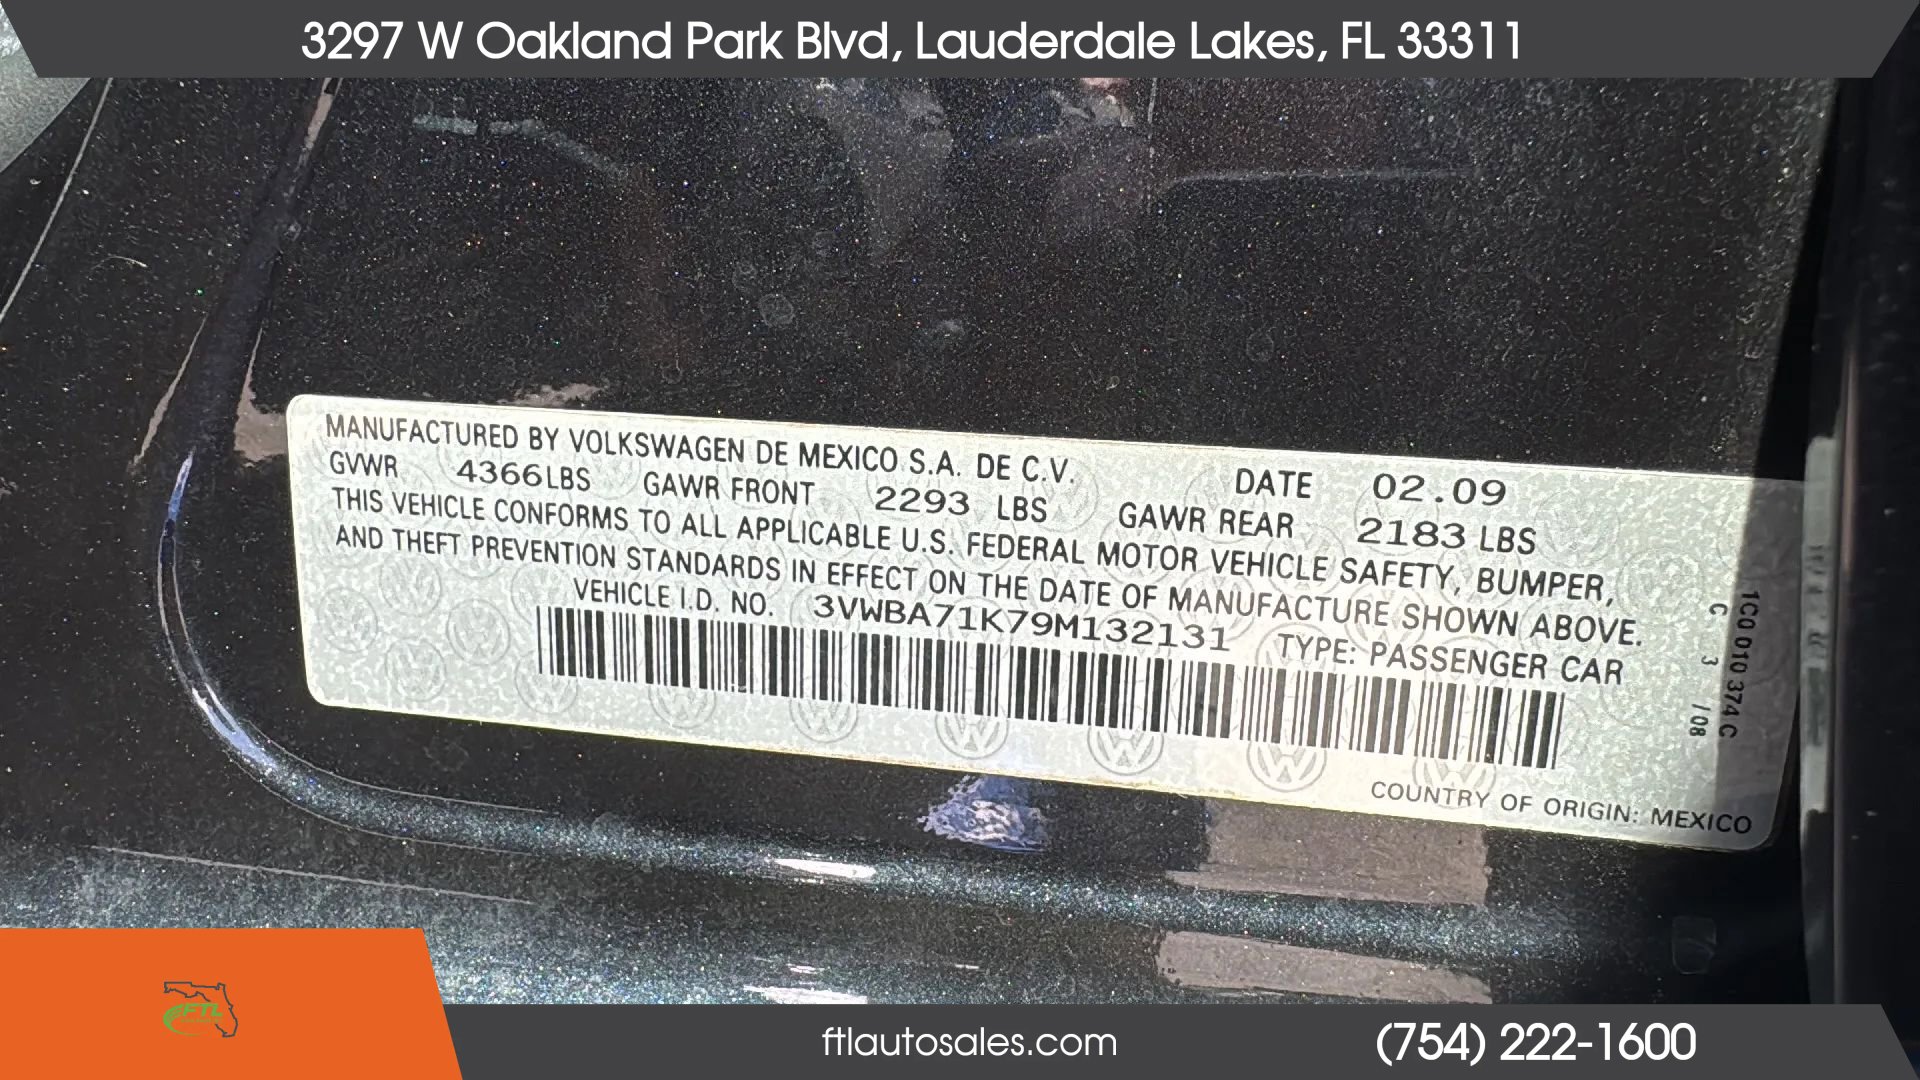 3297 W Oakland Park Blvd, Lauderdale Lakes, FL 33311
MANUFACTURED BY VOLKSWAGEN DE MEXICO S.A. DE C.V. DATE 02.09
GVWR 4366LBS GAWR FRONT 2293 LBS GAWR REAR 2183 LBS
THIS VEHICLE CONFORMS TO ALL APPLICABLE U.S. FEDERAL MOTOR VEHICLE SAFETY, BUMPER,
AND THEFT PREVENTION STANDARDS IN EFFECT ON THE DATE OF MANUFACTURE SHOWN ABOVE.
VEHICLE I.D. NO. 3VWBA71K79M132131 TYPE: PASSENGER CAR
COUNTRY OF ORIGIN: MEXICO
1C0 010 374 C
C 3 /08
FTL
ftlautosales.com
(754) 222-1600